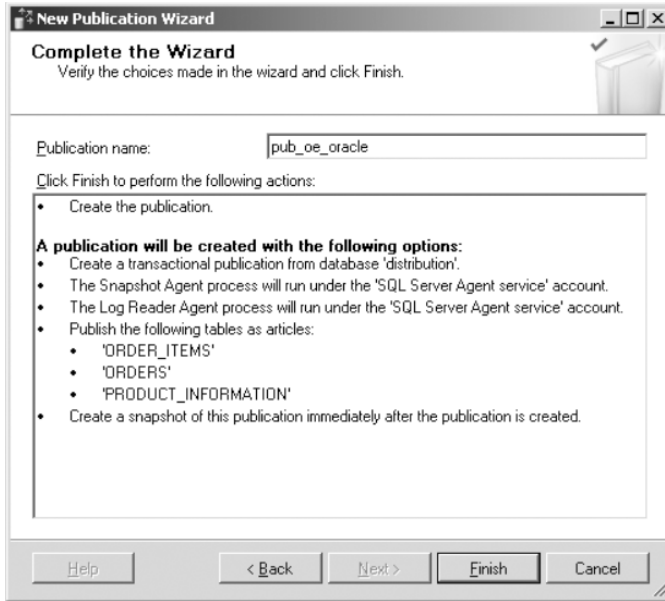 New Publication Wizard
Complete the Wizard
Verify the choices made in the wizard and click Finish.
Publication name: pub_oe_oracle
Click Finish to perform the following actions:
• Create the publication.
A publication will be created with the following options:
• Create a transactional publication from database 'distribution'.
• The Snapshot Agent process will run under the 'SQL Server Agent service' account.
• The Log Reader Agent process will run under the 'SQL Server Agent service' account.
• Publish the following tables as articles:
• 'ORDER_ITEMS'
• 'ORDERS'
• 'PRODUCT_INFORMATION'
• Create a snapshot of this publication immediately after the publication is created.
Help < Back Next > Finish Cancel